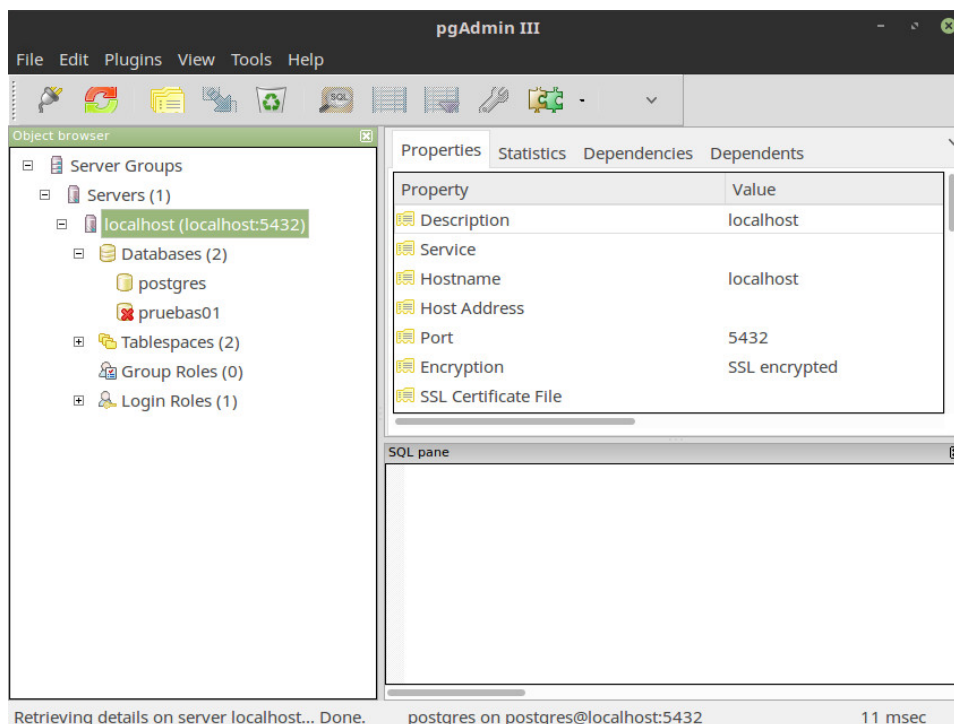 pgAdmin III
File Edit Plugins View Tools Help
SQL
Object browser
Server Groups
Servers (1)
localhost (localhost:5432)
Databases (2)
postgres
pruebas01
Tablespaces (2)
Group Roles (0)
Login Roles (1)
Properties Statistics Dependencies Dependents
Property Value
Description localhost
Service
Hostname localhost
Host Address
Port 5432
Encryption SSL encrypted
SSL Certificate File
SQL pane
Retrieving details on server localhost... Done. postgres on postgres@localhost:5432 11 msec